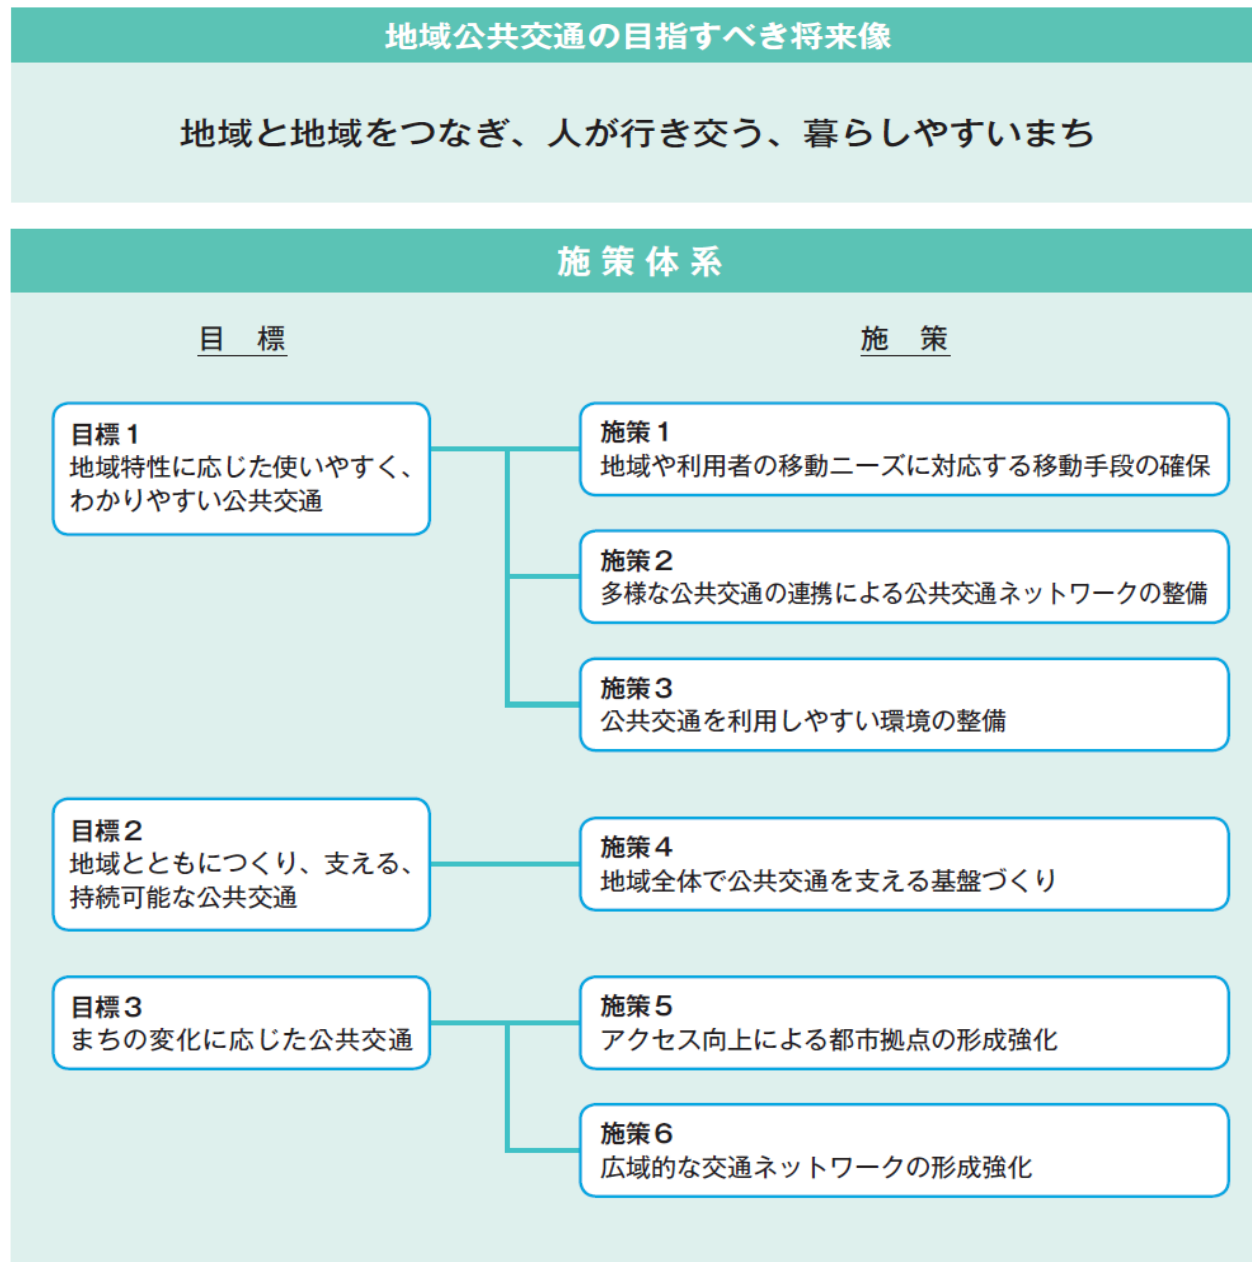 地域公共交通の目指すべき将来像
地域と地域をつなぎ、人が行き交う、暮らしやすいまち
施策体系
目 標
施 策
目標1
地域特性に応じた使いやすく、
わかりやすい公共交通
施策1
地域や利用者の移動ニーズに対応する移動手段の確保
施策2
多様な公共交通の連携による公共交通ネットワークの整備
施策3
公共交通を利用しやすい環境の整備
目標2
地域とともにつくり、支える、
持続可能な公共交通
施策4
地域全体で公共交通を支える基盤づくり
目標3
まちの変化に応じた公共交通
施策5
アクセス向上による都市拠点の形成強化
施策6
広域的な交通ネットワークの形成強化